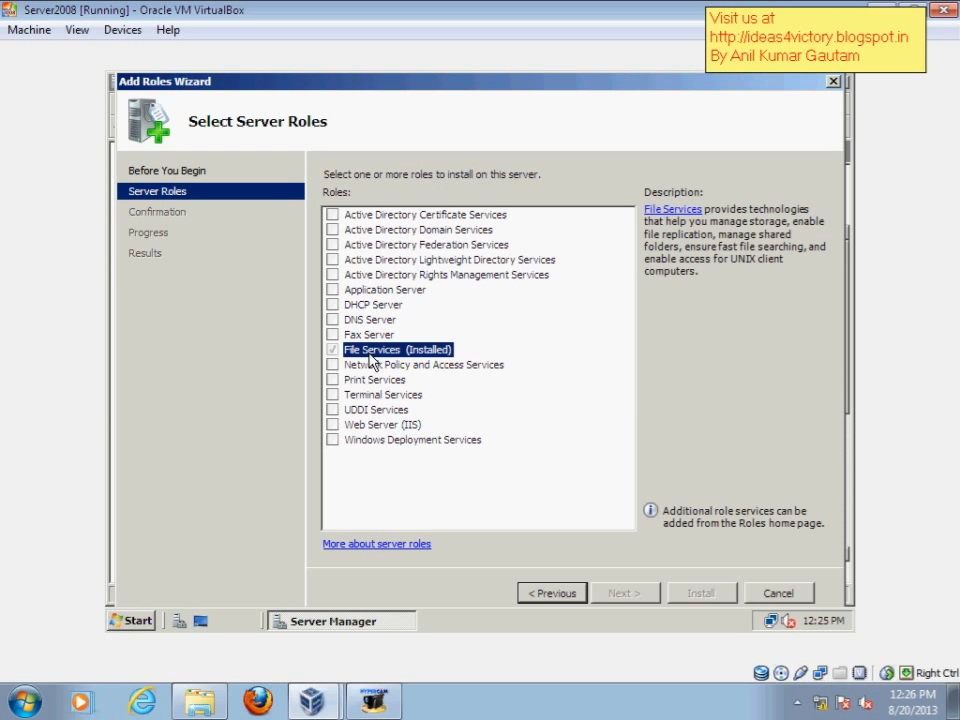 Server2008 [Running] - Oracle VM VirtualBox
Machine View Devices Help
Visit us at
http://ideas4victory.blogspot.in
By Anil Kumar Gautam
Add Roles Wizard
Select Server Roles
Before You Begin
Server Roles
Confirmation
Progress
Results
Select one or more roles to install on this server.
Roles:
Active Directory Certificate Services
Active Directory Domain Services
Active Directory Federation Services
Active Directory Lightweight Directory Services
Active Directory Rights Management Services
Application Server
DHCP Server
DNS Server
Fax Server
File Services (Installed)
Network Policy and Access Services
Print Services
Terminal Services
UDDI Services
Web Server (IIS)
Windows Deployment Services
More about server roles
Description:
File Services provides technologies
that help you manage storage, enable
file replication, manage shared
folders, ensure fast file searching, and
enable access for UNIX client
computers.
Additional role services can be
added from the Roles home page.
< Previous
Next >
Install
Cancel
Start
Server Manager
12:25 PM
Right Ctrl
HYPERCAM
12:26 PM
8/20/2013